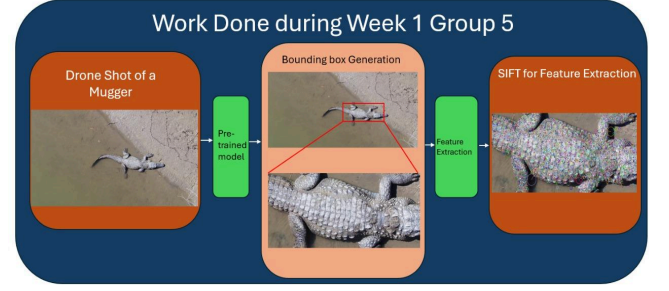 Work Done during Week 1 Group 5
Drone Shot of a
Mugger
Pre-
trained
model
Bounding box Generation
Feature
Extraction
SIFT for Feature Extraction